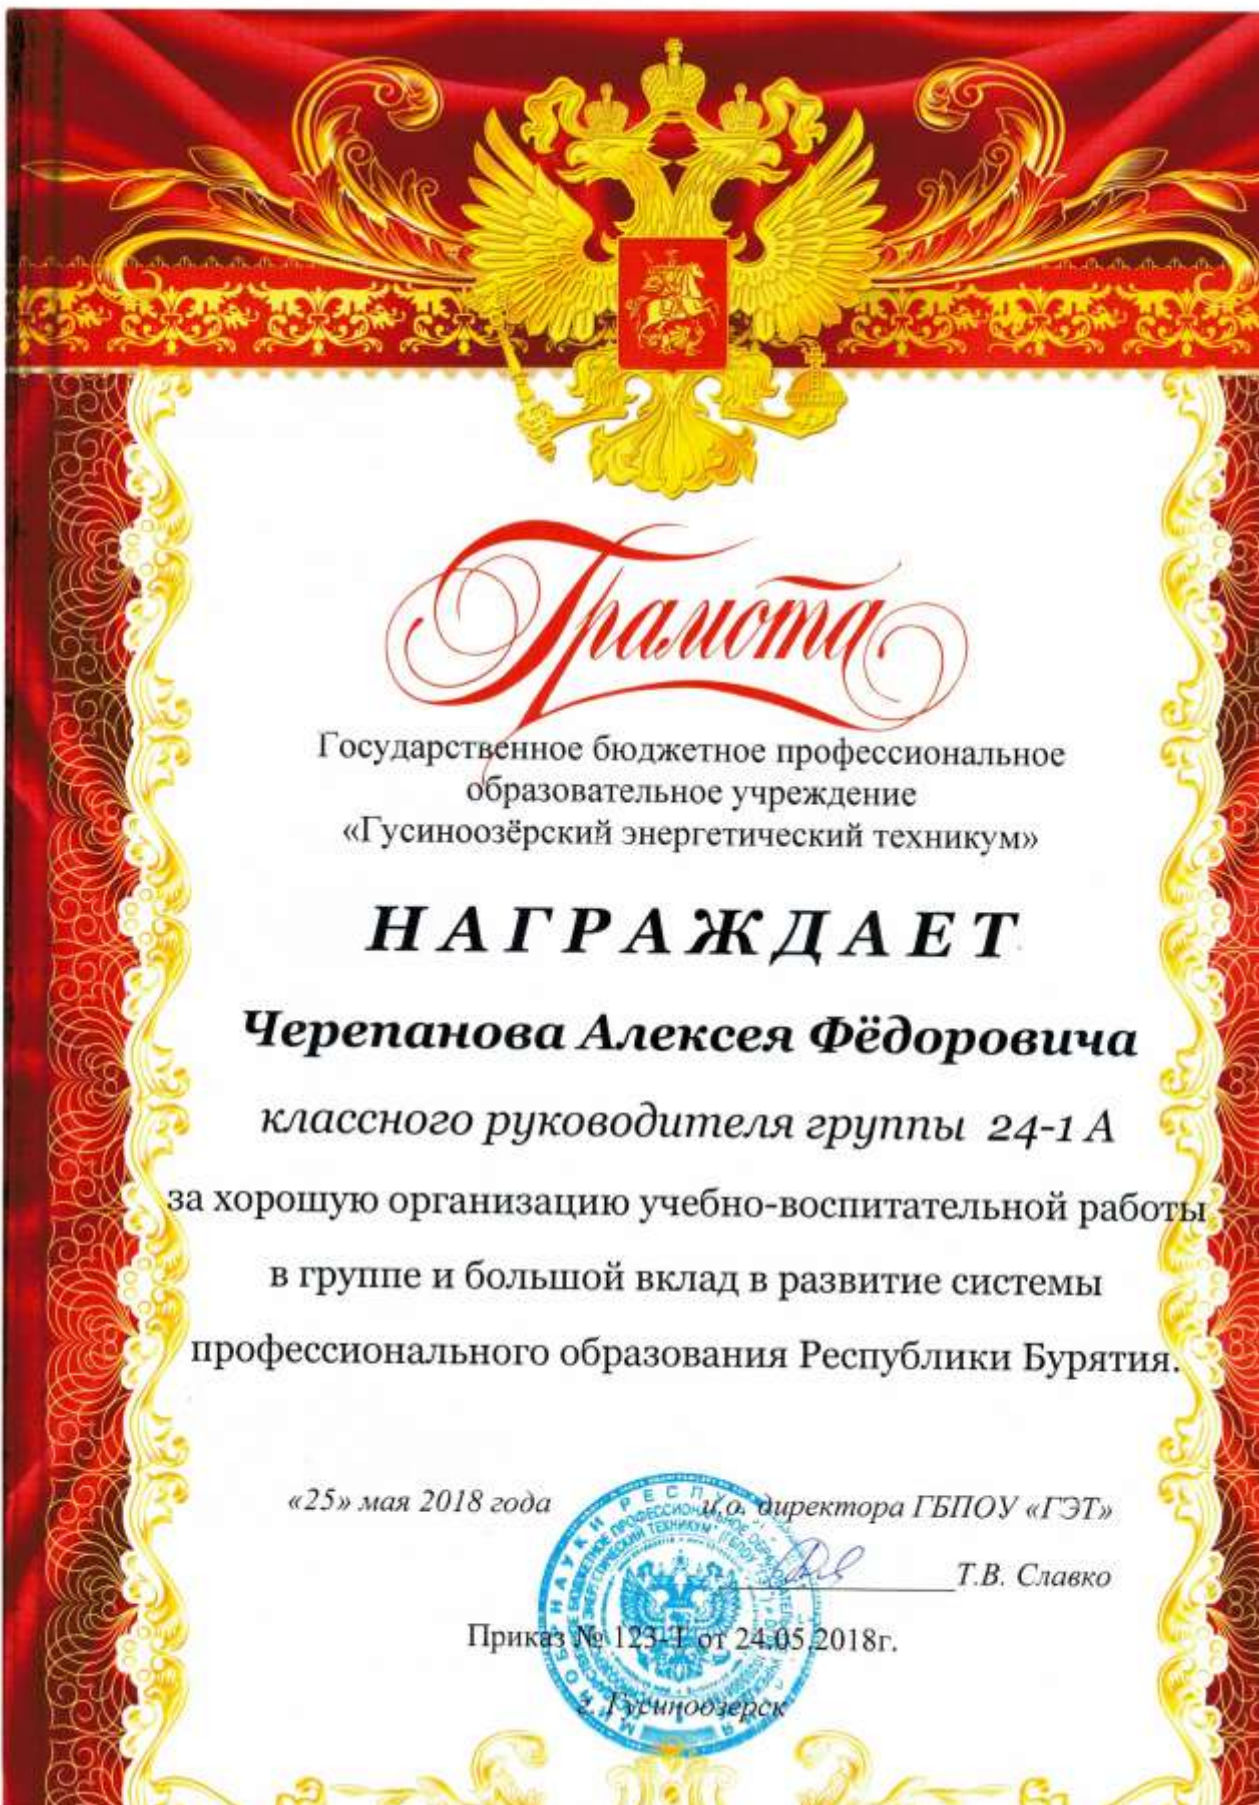 Грамота
Государственное бюджетное профессиональное
образовательное учреждение
«Гусиноозёрский энергетический техникум»
НАГРАЖДАЕТ
Черепанова Алексея Фёдоровича
классного руководителя группы 24-1 А
за хорошую организацию учебно-воспитательной работы
в группе и большой вклад в развитие системы
профессионального образования Республики Бурятия.
«25» мая 2018 года
и.о. директора ГБПОУ «ГЭТ»
Т.В. Славко
Приказ № 123-Т от 24.05.2018г.
г. Гусиноозерск